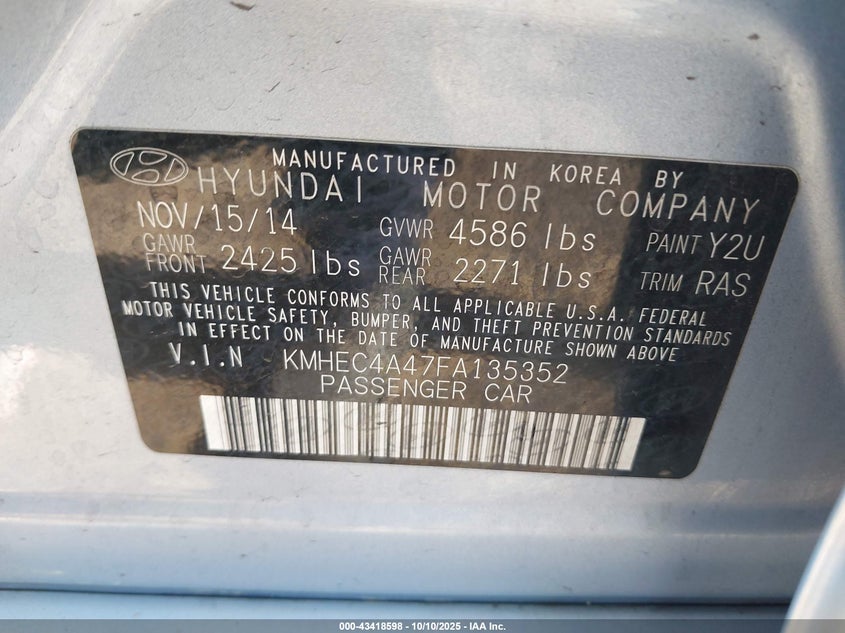 MANUFACTURED IN KOREA BY
HYUNDAI MOTOR COMPANY
NOV/15/14 GVWR 4586 lbs PAINT Y2U
GAWR FRONT 2425 lbs GAWR REAR 2271 lbs TRIM RAS
THIS VEHICLE CONFORMS TO ALL APPLICABLE U.S.A. FEDERAL
MOTOR VEHICLE SAFETY, BUMPER, AND THEFT PREVENTION STANDARDS
IN EFFECT ON THE DATE OF MANUFACTURE SHOWN ABOVE
V.I.N KMHEC4A47FA135352
PASSENGER CAR
000-43418598 - 10/10/2025 - IAA Inc.